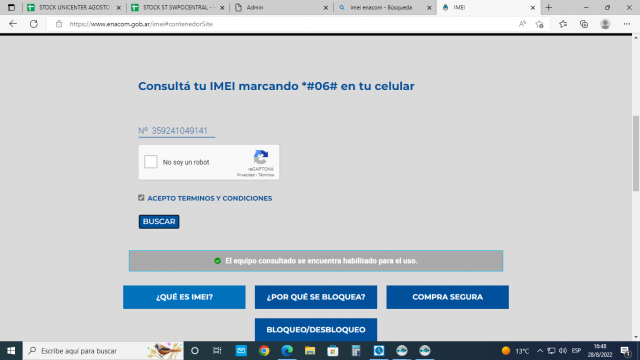 STOCK UNICENTER AGOSTO
STOCK ST SWPOCENTRAL -
Admin
imei enacom - Búsqueda
IMEI
https://www.enacom.gob.ar/imei#contenedorSite
Consultá tu IMEI marcando *#06# en tu celular
Nº 359241049141
No soy un robot
reCAPTCHA
Privacidad - Términos
ACEPTO TERMINOS Y CONDICIONES
BUSCAR
El equipo consultado se encuentra habilitado para el uso.
¿QUÉ ES IMEI?
¿POR QUÉ SE BLOQUEA?
COMPRA SEGURA
BLOQUEO/DESBLOQUEO
Escribe aquí para buscar
13°C
ESP
16:48
28/8/2022